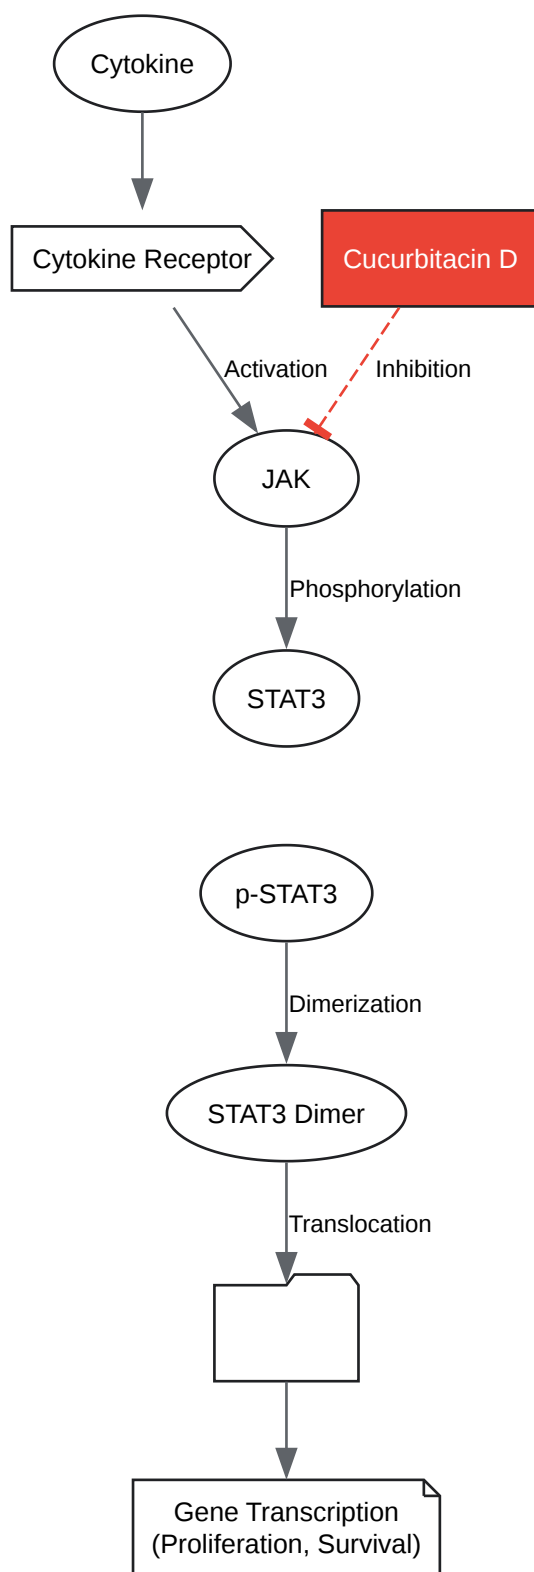 Cytokine
Cytokine Receptor
Cucurbitacin D
Activation
Inhibition
JAK
Phosphorylation
STAT3
p-STAT3
Dimerization
STAT3 Dimer
Translocation
Gene Transcription
(Proliferation, Survival)